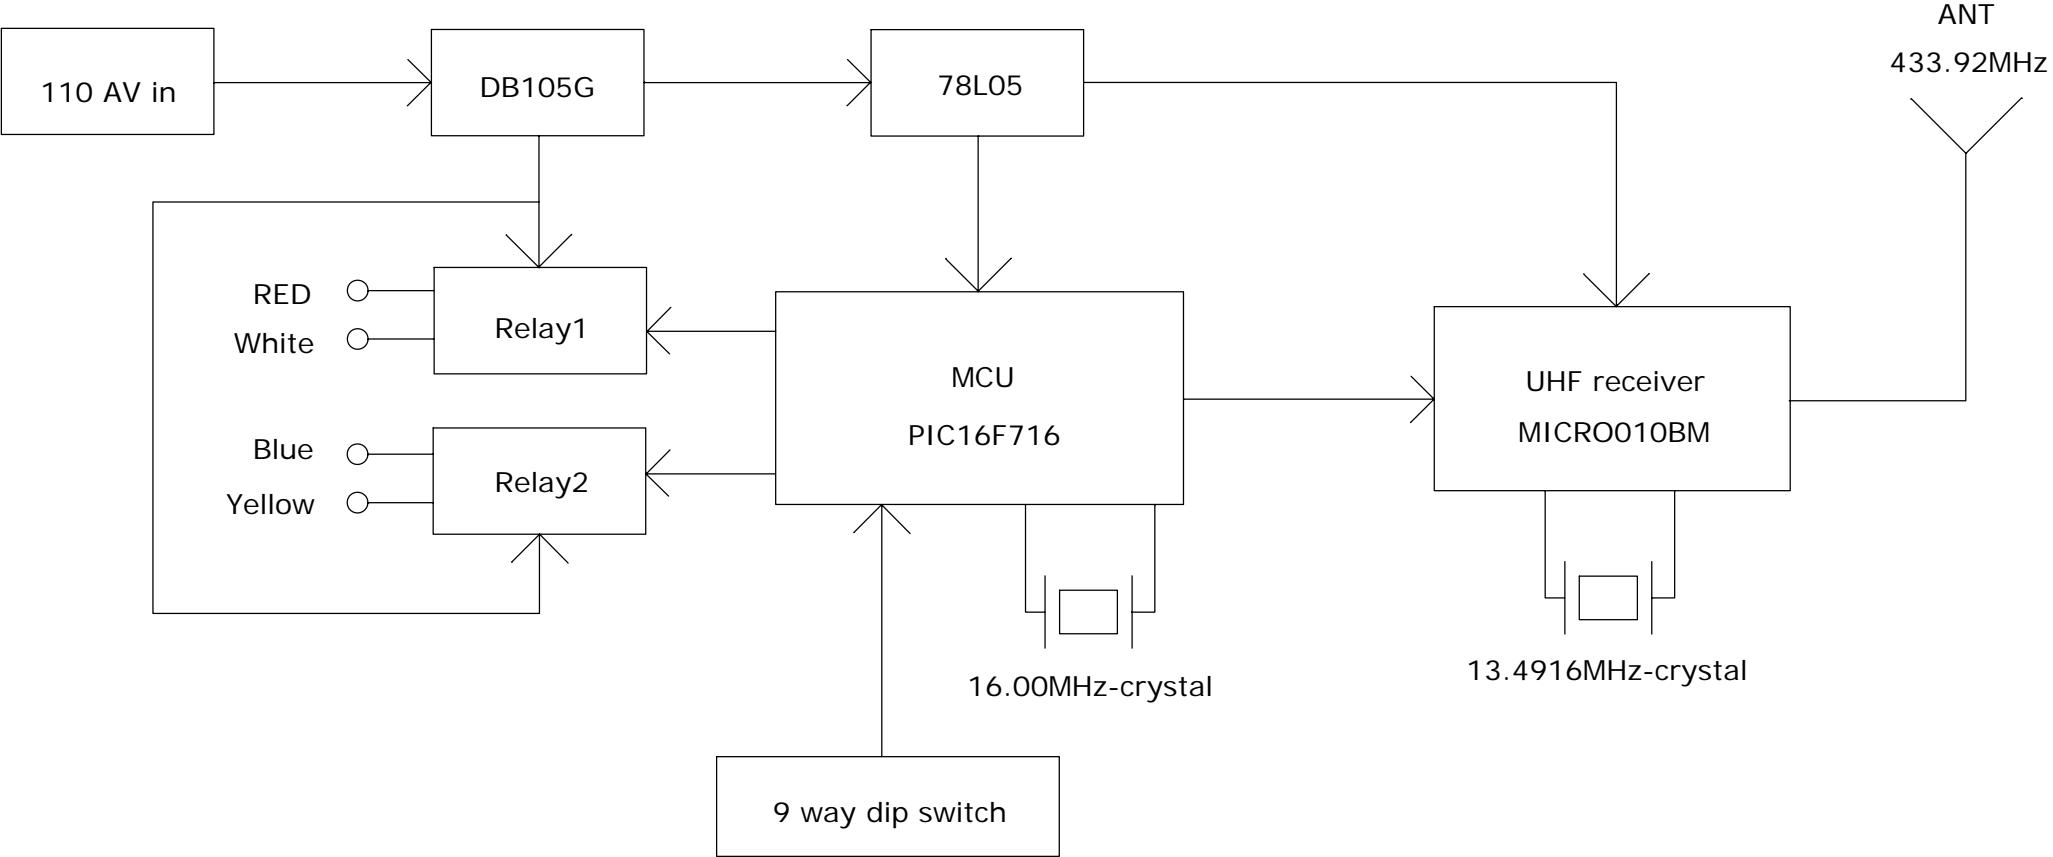 ANT
433.92MHz
110 AV in
DB105G
78L05
RED
White
Relay1
Blue
Yellow
Relay2
MCU
PIC16F716
UHF receiver
MICRO010BM
16.00MHz-crystal
13.4916MHz-crystal
9 way dip switch